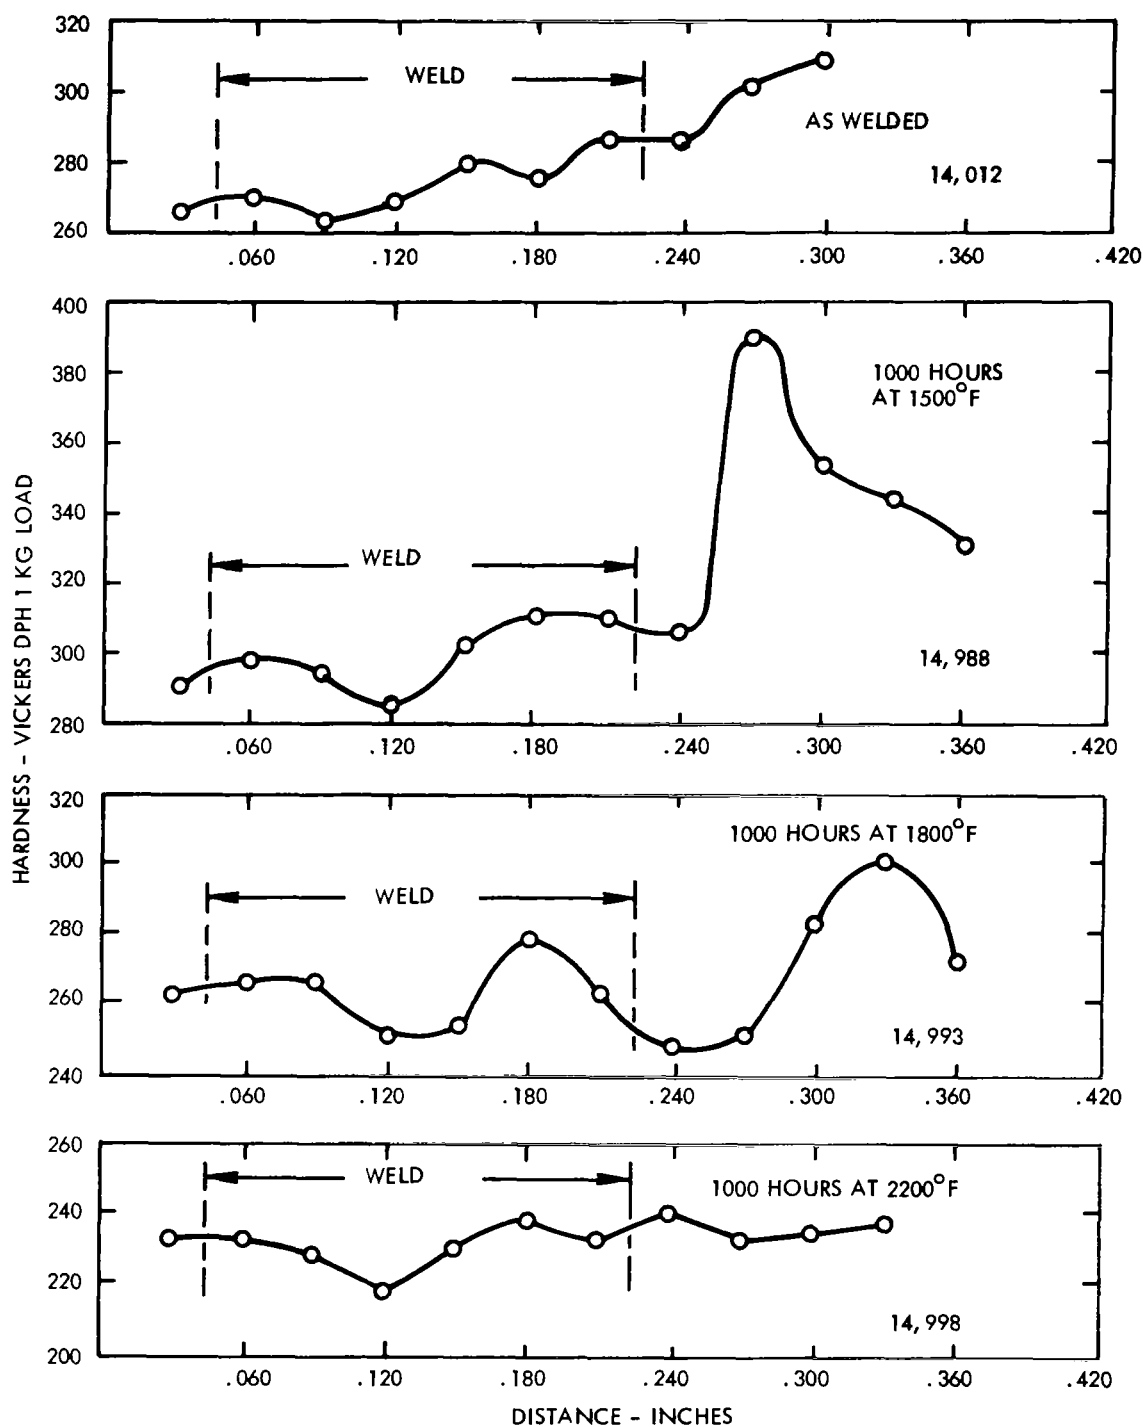 HARDNESS - VICKERS DPH 1 KG LOAD
320
300
280
260
WELD
AS WELDED
14,012
.060 .120 .180 .240 .300 .360 .420
400
380
360
340
320
300
280
1000 HOURS
AT 1500°F
WELD
14,988
.060 .120 .180 .240 .300 .360 .420
320
300
280
260
240
1000 HOURS AT 1800°F
WELD
14,993
.060 .120 .180 .240 .300 .360 .420
260
240
220
200
WELD
1000 HOURS AT 2200°F
14,998
.060 .120 .180 .240 .300 .360 .420
DISTANCE - INCHES